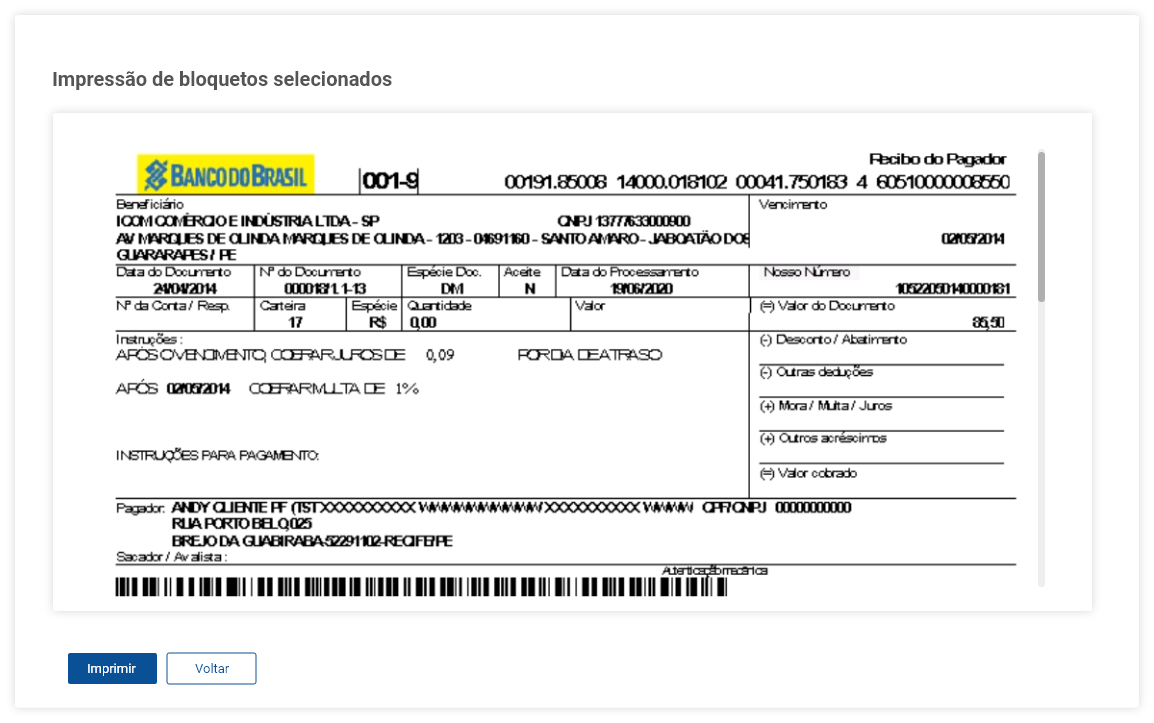 Impressão de bloquetos selecionados
Recibo do Pagador
BANCO DO BRASIL 001-9 00191.85008 14000.018102 00041.750183 4 60510000008550
Beneficiário Vencimento
ICOM COMÉRCIO E INDÚSTRIA LTDA - SP CNPJ 13777633000900
AV MARQUES DE OLINDA MARQUES DE OLINDA - 1203 - 04691160 - SANTO AMARO - JABOATÃO DOS 02/05/2014
GUARARAPES / PE
Data do Documento Nº do Documento Espécie Doc. Aceite Data do Processamento Nosso Número
24/04/2014 DM N 19/06/2020 10522050140000181
Nº da Conta / Resp. Carteira Espécie Quantidade Valor (=) Valor do Documento
17 R$ 0,00 85,50
Instruções : (-) Desconto / Abatimento
APÓS O VENCIMENTO, COBRAR JUROS DE 0,09 POR DIA DE ATRASO
(-) Outras deduções
APÓS 02/05/2014 COBRAR MULTA DE 1%
(+) Mora / Multa / Juros
(+) Outros acréscimos
INSTRUÇÕES PARA PAGAMENTO:
(=) Valor cobrado
Pagador: ANDY CLIENTE PF (TST CPF/CNPJ 00000000000
RUA PORTO BELO,025
BREJO DA GUABIRABA-52291102-RECIFE/PE
Sacador / Avalista :
Autenticação mecânica
Imprimir Voltar